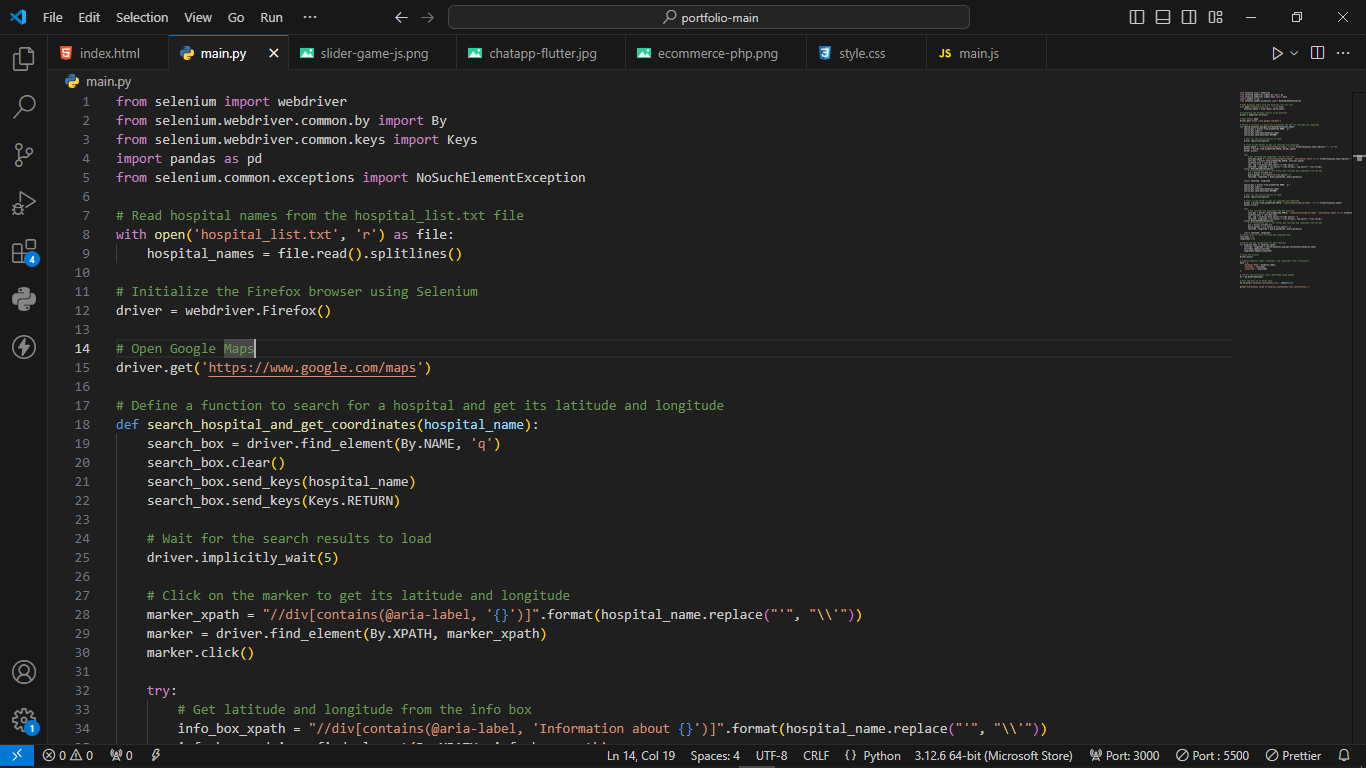 File Edit Selection View Go Run ··· portfolio-main
index.html main.py slider-game-js.png chatapp-flutter.jpg ecommerce-php.png style.css JS main.js
main.py
1 from selenium import webdriver
2 from selenium.webdriver.common.by import By
3 from selenium.webdriver.common.keys import Keys
4 import pandas as pd
5 from selenium.common.exceptions import NoSuchElementException
6
7 # Read hospital names from the hospital_list.txt file
8 with open('hospital_list.txt', 'r') as file:
9     hospital_names = file.read().splitlines()
10
11 # Initialize the Firefox browser using Selenium
12 driver = webdriver.Firefox()
13
14 # Open Google Maps
15 driver.get('https://www.google.com/maps')
16
17 # Define a function to search for a hospital and get its latitude and longitude
18 def search_hospital_and_get_coordinates(hospital_name):
19     search_box = driver.find_element(By.NAME, 'q')
20     search_box.clear()
21     search_box.send_keys(hospital_name)
22     search_box.send_keys(Keys.RETURN)
23
24     # Wait for the search results to load
25     driver.implicitly_wait(5)
26
27     # Click on the marker to get its latitude and longitude
28     marker_xpath = "//div[contains(@aria-label, '{}')]".format(hospital_name.replace("'", "\\'"))
29     marker = driver.find_element(By.XPATH, marker_xpath)
30     marker.click()
31
32     try:
33         # Get latitude and longitude from the info box
34         info_box_xpath = "//div[contains(@aria-label, 'Information about {}')]".format(hospital_name.replace("'", "\\'"))
4
1
0 0 0 Ln 14, Col 19 Spaces: 4 UTF-8 CRLF {} Python 3.12.6 64-bit (Microsoft Store) Port: 3000 Port : 5500 Prettier